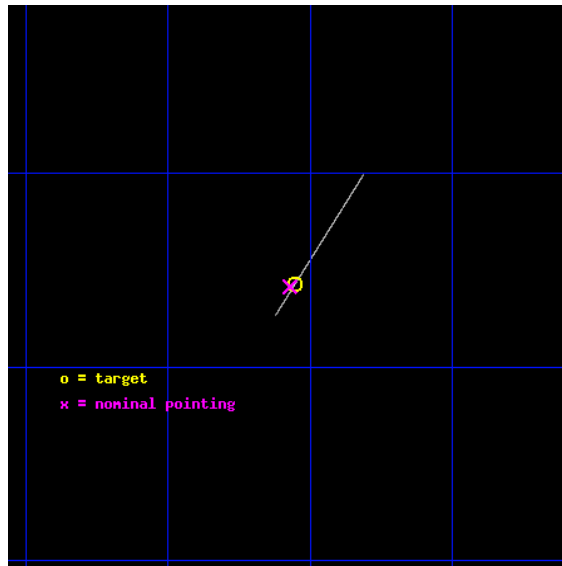 o = target
x = nominal pointing